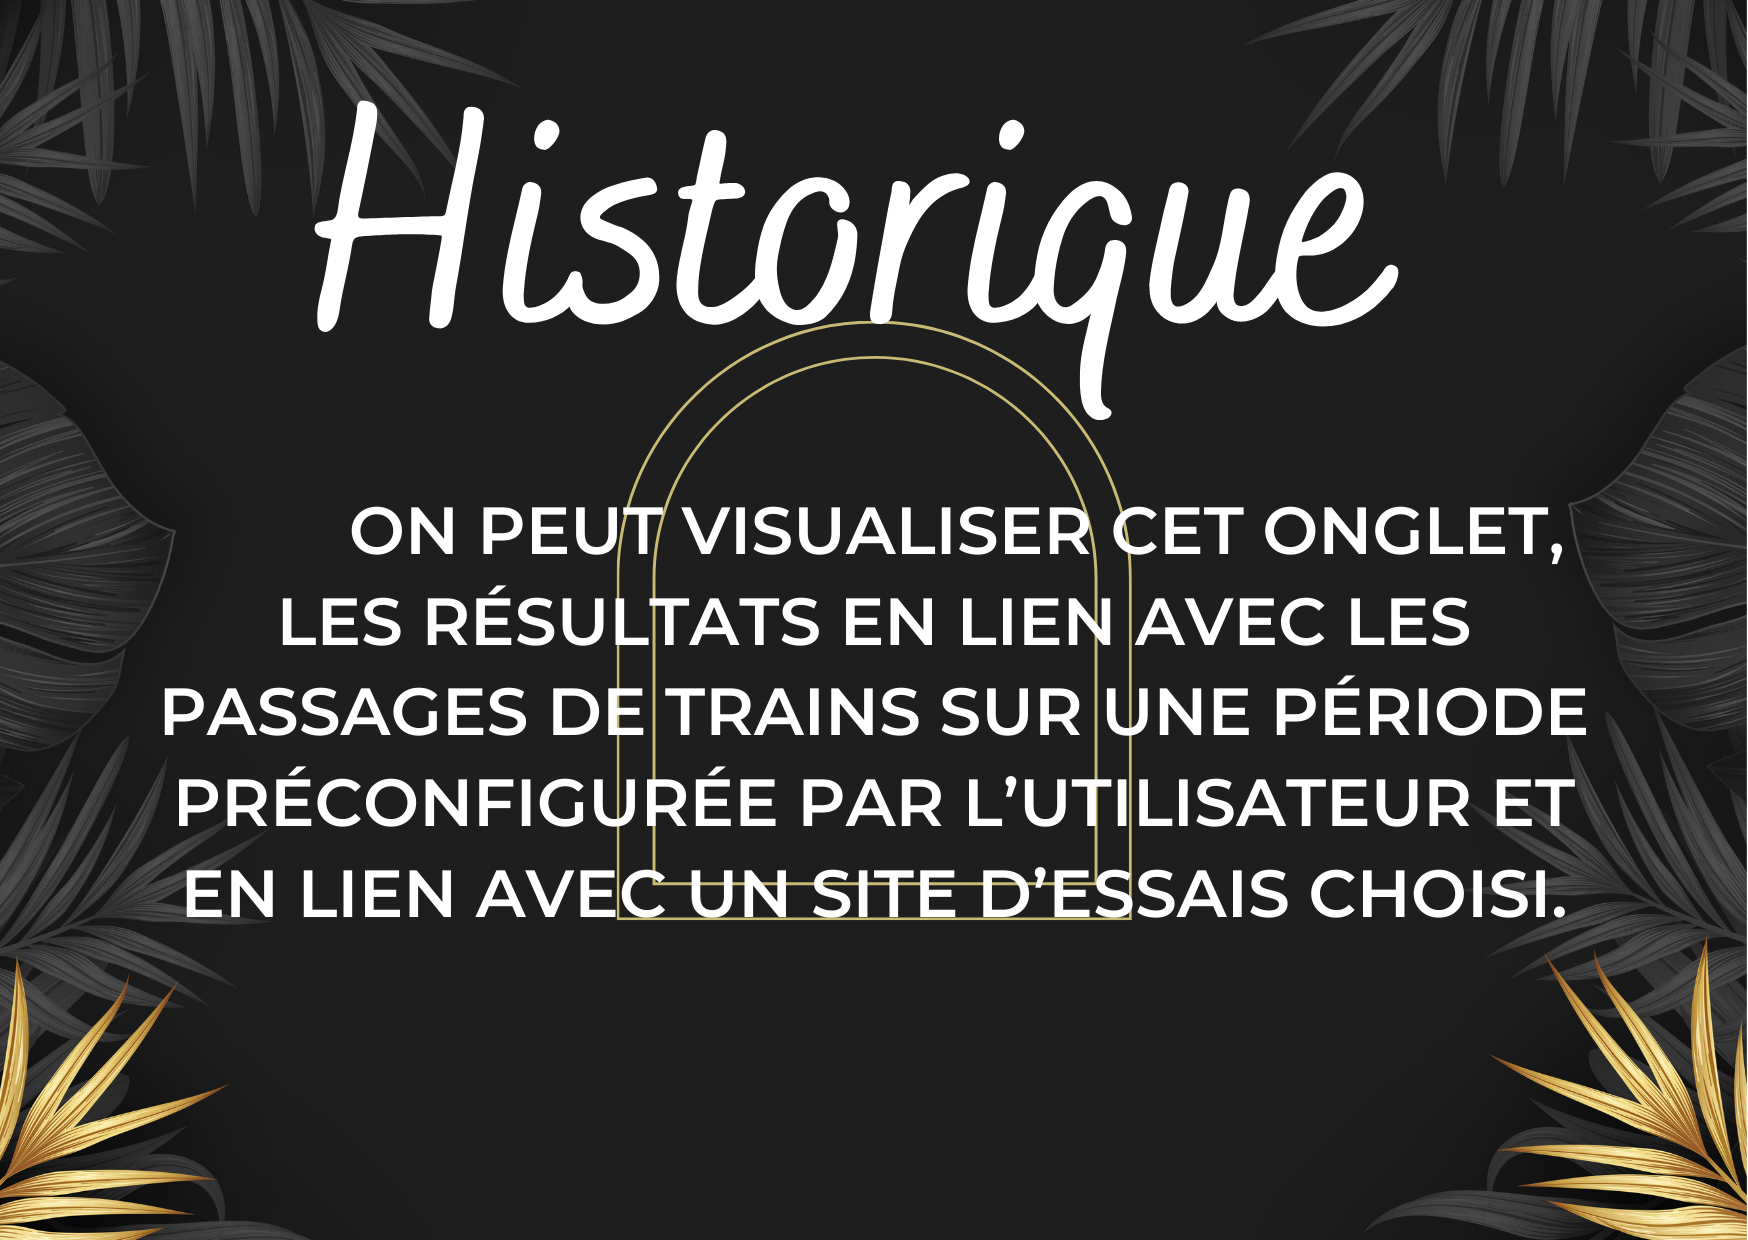 Historique
ON PEUT VISUALISER CET ONGLET,
LES RÉSULTATS EN LIEN AVEC LES
PASSAGES DE TRAINS SUR UNE PÉRIODE
PRÉCONFIGURÉE PAR L’UTILISATEUR ET
EN LIEN AVEC UN SITE D’ESSAIS CHOISI.